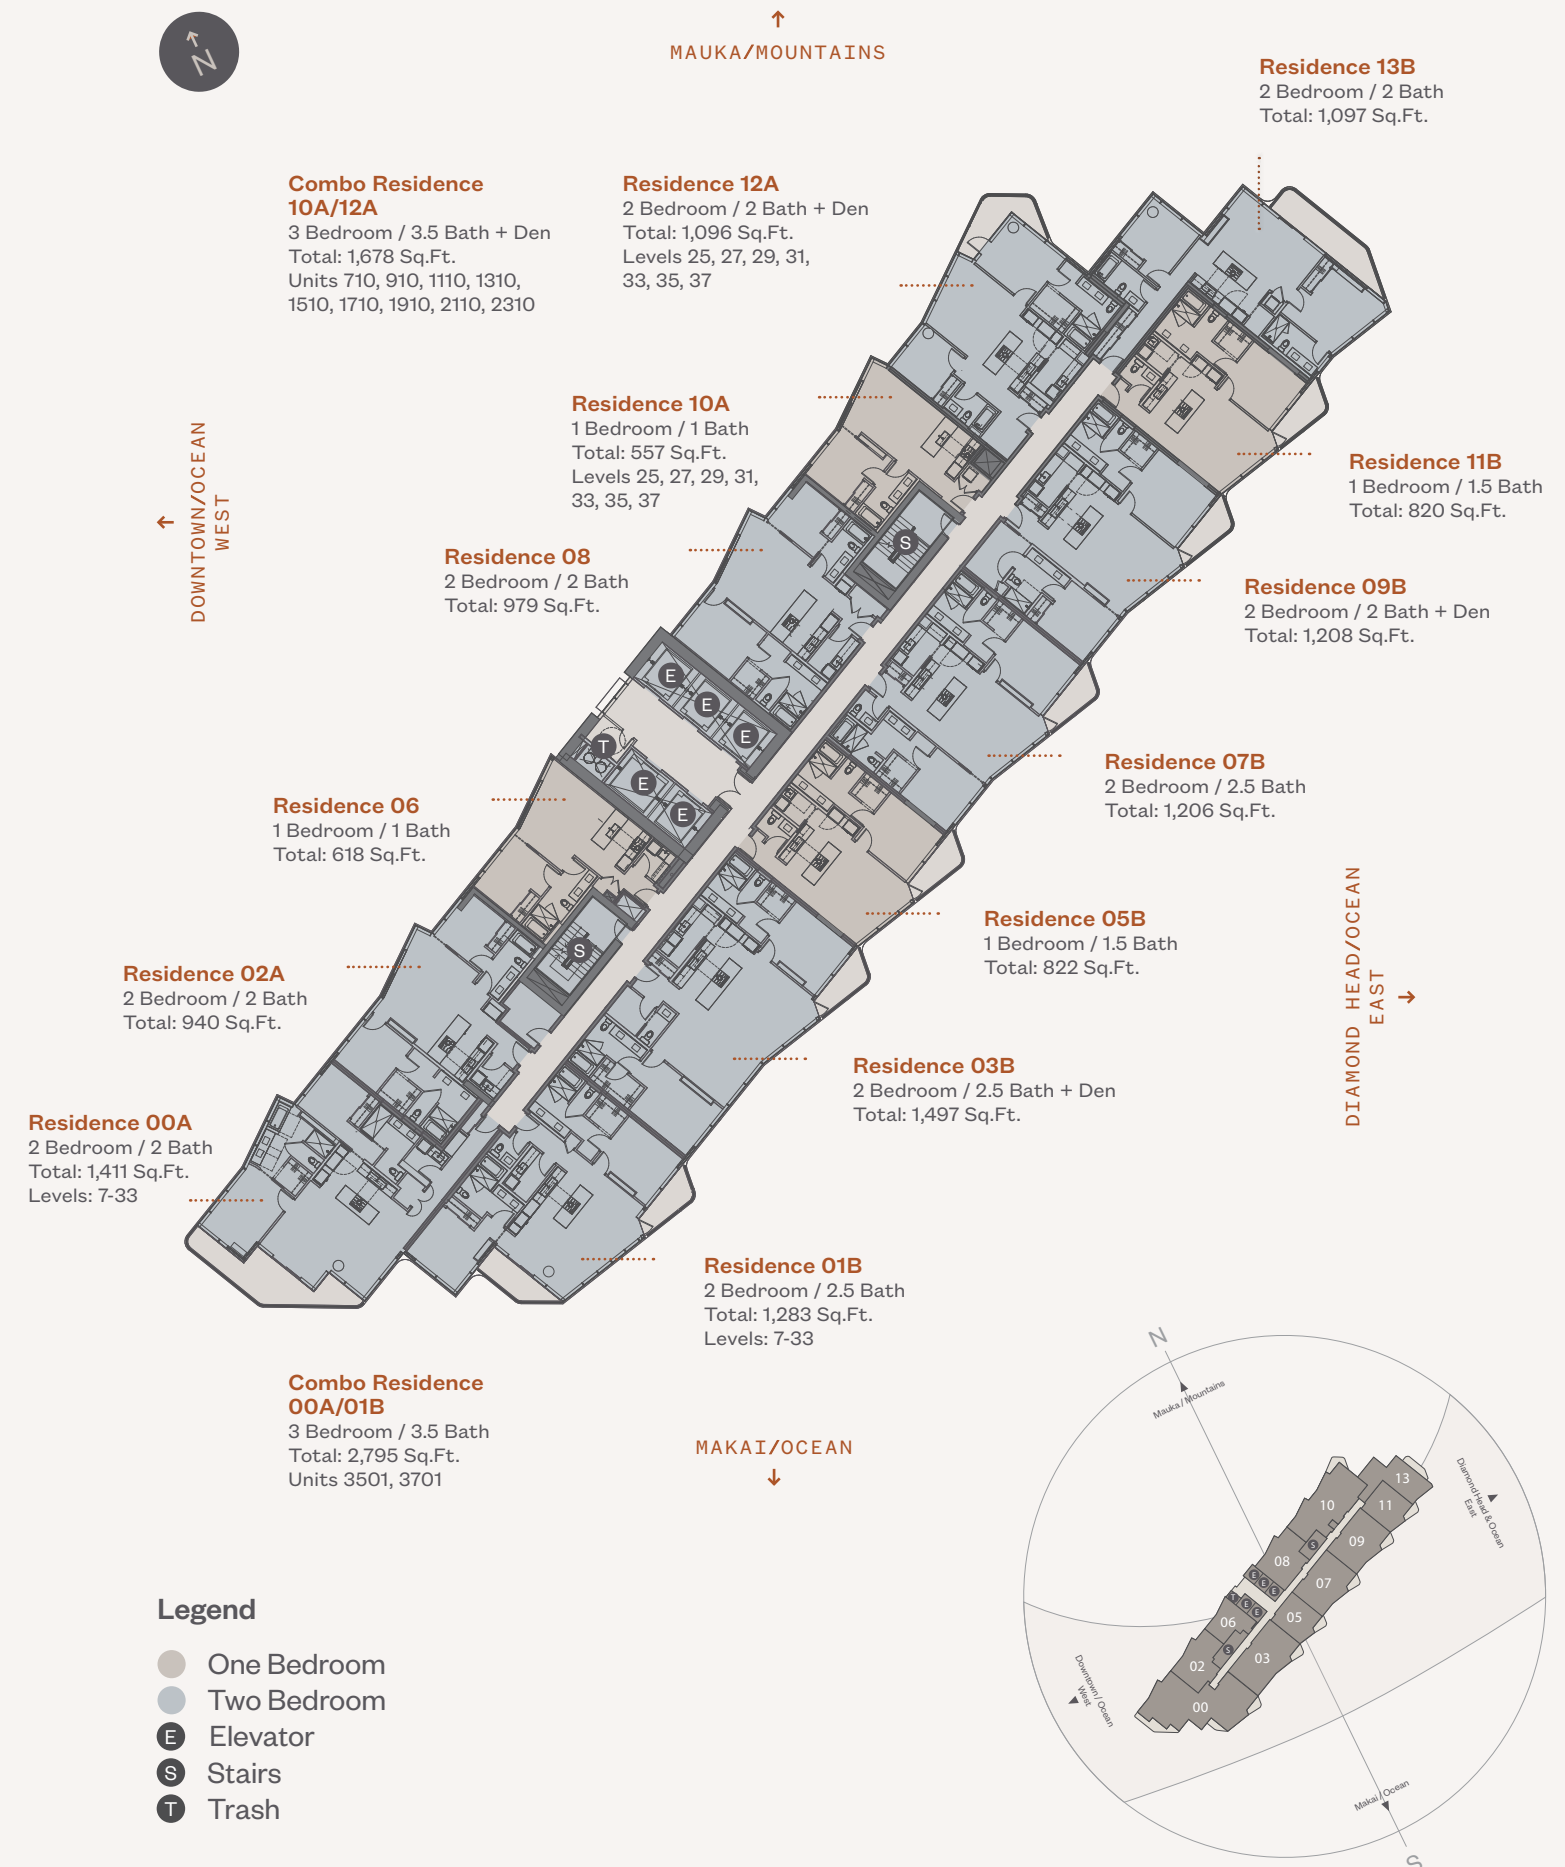 N
MAUKA/MOUNTAINS
Residence 13B
2 Bedroom / 2 Bath
Total: 1,097 Sq.Ft.
Combo Residence
10A/12A
3 Bedroom / 3.5 Bath + Den
Total: 1,678 Sq.Ft.
Units 710, 910, 1110, 1310,
1510, 1710, 1910, 2110, 2310
Residence 12A
2 Bedroom / 2 Bath + Den
Total: 1,096 Sq.Ft.
Levels 25, 27, 29, 31,
33, 35, 37
Residence 10A
1 Bedroom / 1 Bath
Total: 557 Sq.Ft.
Levels 25, 27, 29, 31,
33, 35, 37
DOWNTOWN/OCEAN
WEST
Residence 11B
1 Bedroom / 1.5 Bath
Total: 820 Sq.Ft.
Residence 08
2 Bedroom / 2 Bath
Total: 979 Sq.Ft.
S
Residence 09B
2 Bedroom / 2 Bath + Den
Total: 1,208 Sq.Ft.
E
E
E
T
E
E
Residence 07B
2 Bedroom / 2.5 Bath
Total: 1,206 Sq.Ft.
Residence 06
1 Bedroom / 1 Bath
Total: 618 Sq.Ft.
S
Residence 05B
1 Bedroom / 1.5 Bath
Total: 822 Sq.Ft.
DIAMOND HEAD/OCEAN
EAST
Residence 02A
2 Bedroom / 2 Bath
Total: 940 Sq.Ft.
Residence 03B
2 Bedroom / 2.5 Bath + Den
Total: 1,497 Sq.Ft.
Residence 00A
2 Bedroom / 2 Bath
Total: 1,411 Sq.Ft.
Levels: 7-33
Residence 01B
2 Bedroom / 2.5 Bath
Total: 1,283 Sq.Ft.
Levels: 7-33
Combo Residence
00A/01B
3 Bedroom / 3.5 Bath
Total: 2,795 Sq.Ft.
Units 3501, 3701
MAKAI/OCEAN
Legend
One Bedroom
Two Bedroom
E Elevator
S Stairs
T Trash
N
Mauka / Mountains
Diamond Head & Ocean
East
13
10
11
S
09
08
E
E
E
07
T
E
E
06
05
S
03
02
00
Downtown / Ocean
West
Makai / Ocean
S